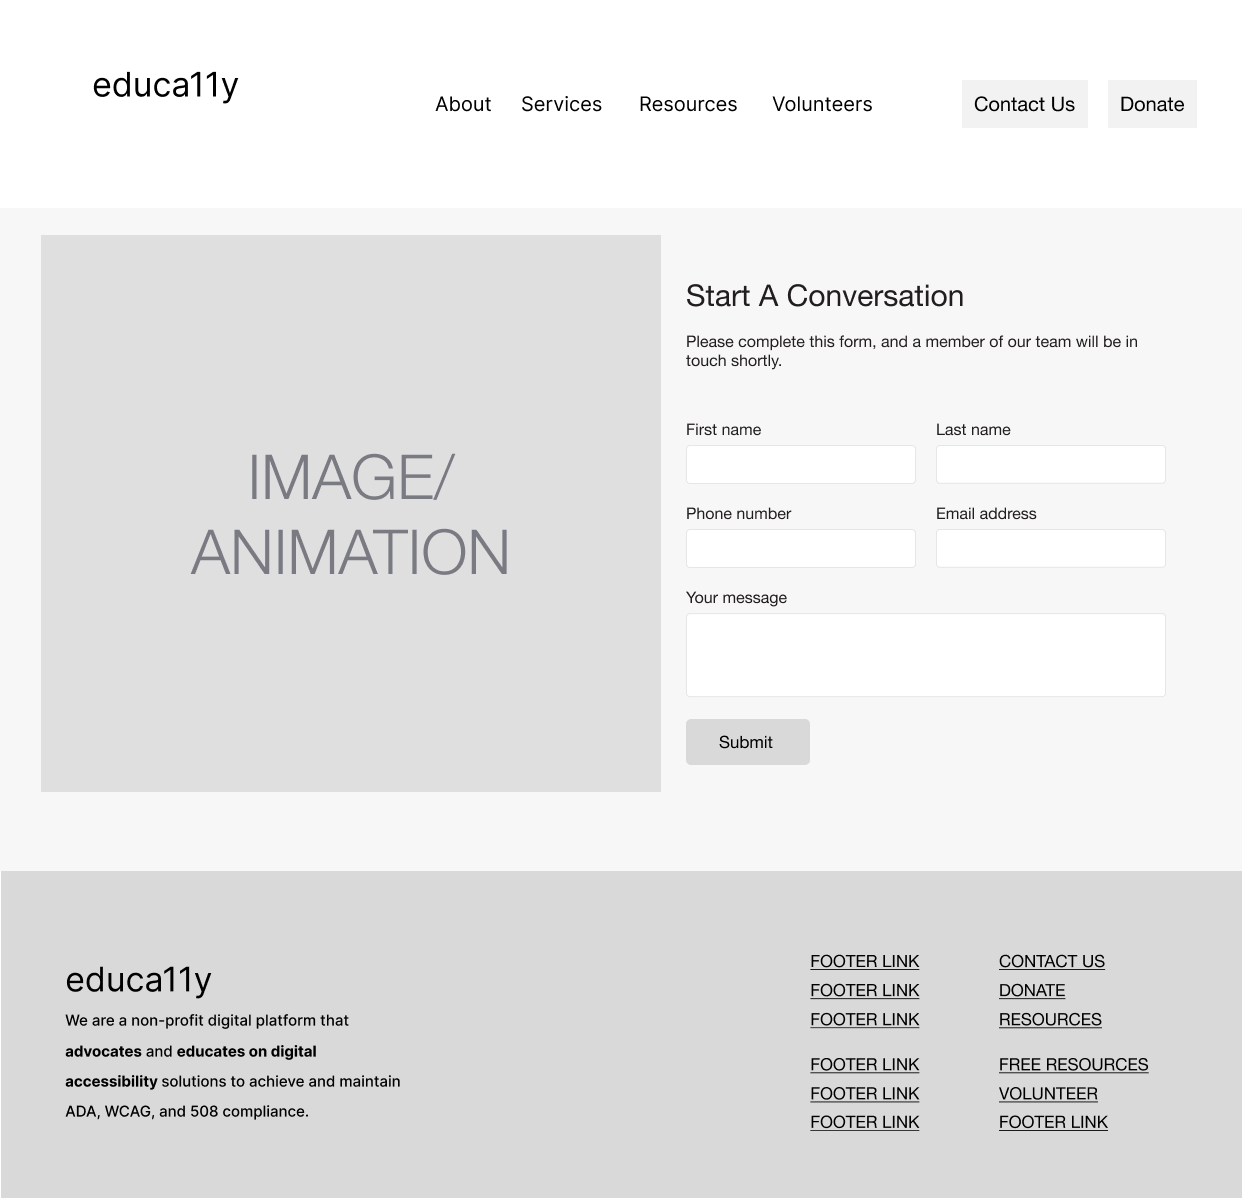 educa11y
About Services Resources Volunteers Contact Us Donate
IMAGE/
ANIMATION
Start A Conversation
Please complete this form, and a member of our team will be in
touch shortly.
First name Last name
Phone number Email address
Your message
Submit
educa11y
We are a non-profit digital platform that
advocates and educates on digital
accessibility solutions to achieve and maintain
ADA, WCAG, and 508 compliance.
FOOTER LINK
FOOTER LINK
FOOTER LINK
FOOTER LINK
FOOTER LINK
FOOTER LINK
CONTACT US
DONATE
RESOURCES
FREE RESOURCES
VOLUNTEER
FOOTER LINK